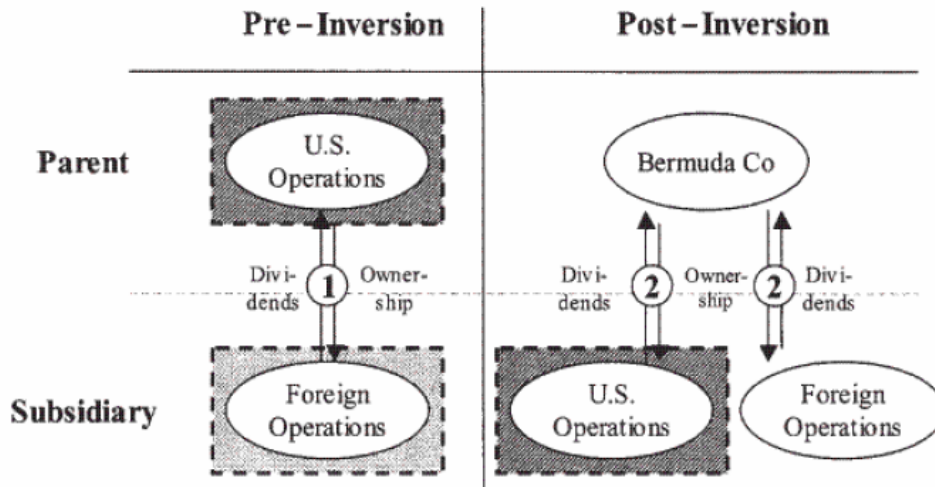 Pre – Inversion
Post – Inversion
Parent
U.S.
Operations
Bermuda Co
Divi-
dends
1
Owner-
ship
Divi-
dends
2
Owner-
ship
2
Divi-
dends
Subsidiary
Foreign
Operations
U.S.
Operations
Foreign
Operations